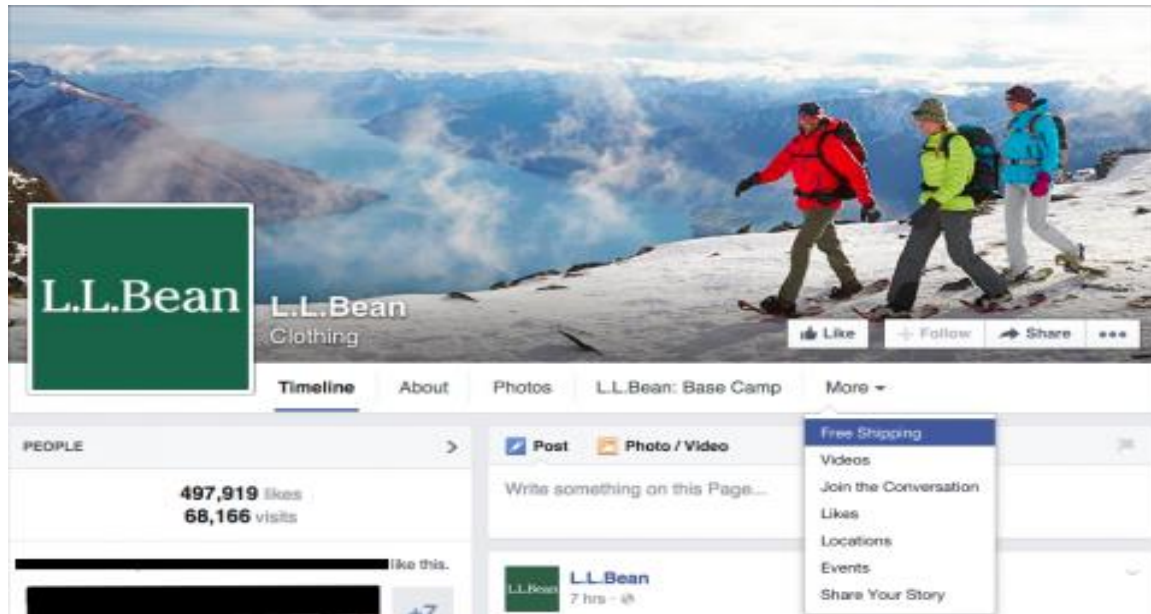 L.L.Bean
L.L.Bean
Clothing
Like
Follow
Share
Timeline
About
Photos
L.L.Bean: Base Camp
More
PEOPLE
497,919 likes
68,166 visits
like this.
+7
Post
Photo / Video
Write something on this Page...
Free Shipping
Videos
Join the Conversation
Likes
Locations
Events
Share Your Story
L.L.Bean
L.L.Bean
7 hrs